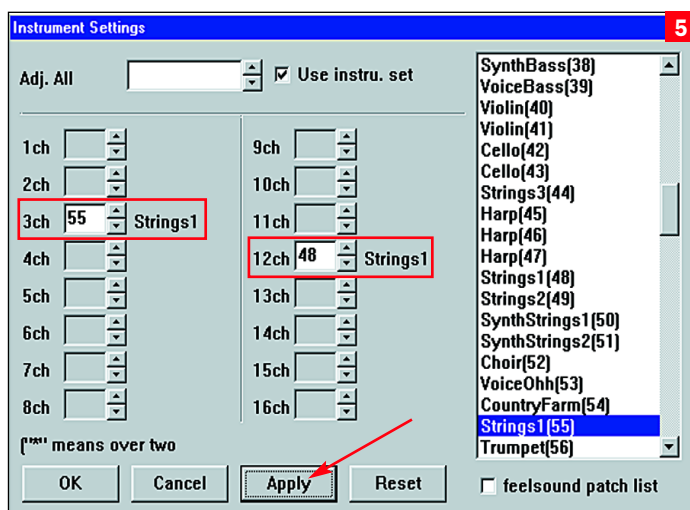 Instrument Settings
5
Adj. All
Use instru. set
1ch
2ch
3ch 55 Strings1
4ch
5ch
6ch
7ch
8ch
9ch
10ch
11ch
12ch 48 Strings1
13ch
14ch
15ch
16ch
("*" means over two
OK Cancel Apply Reset
SynthBass(38)
VoiceBass(39)
Violin(40)
Violin(41)
Cello(42)
Cello(43)
Strings3(44)
Harp(45)
Harp(46)
Harp(47)
Strings1(48)
Strings2(49)
SynthStrings1(50)
SynthStrings2(51)
Choir(52)
VoiceOhh(53)
CountryFarm(54)
Strings1(55)
Trumpet(56)
feelsound patch list